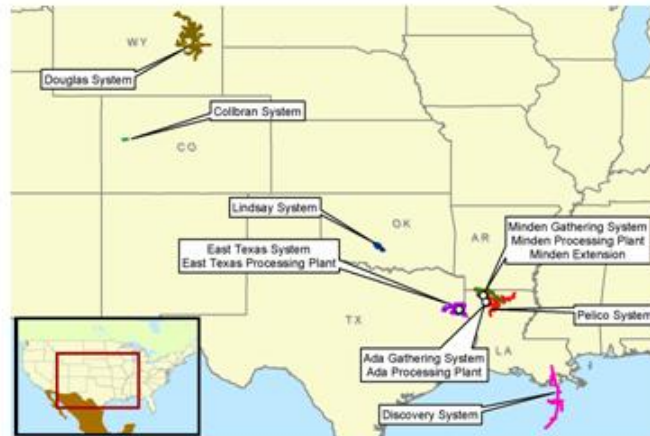 WY
Douglas System
Collbran System
CO
Lindsay System
OK
East Texas System
East Texas Processing Plant
AR
Minden Gathering System
Minden Processing Plant
Minden Extension
TX
Pelico System
Ada Gathering System
Ada Processing Plant
LA
Discovery System